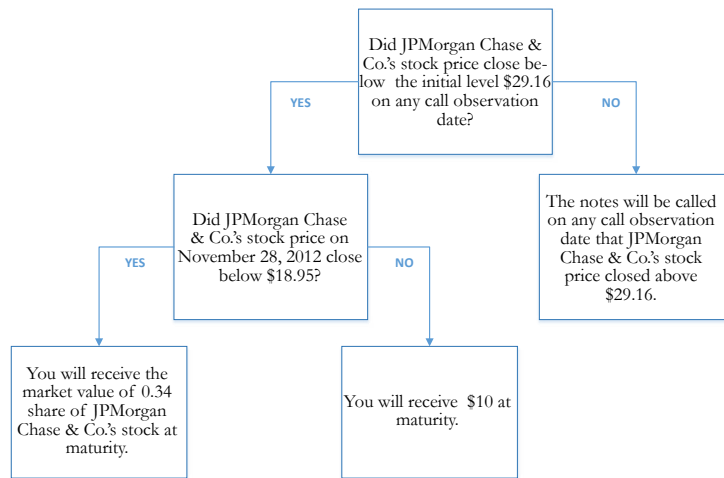 Did JPMorgan Chase &
Co.'s stock price close be-
low the initial level $29.16
on any call observation
date?
YES
NO
Did JPMorgan Chase
& Co.'s stock price on
November 28, 2012 close
below $18.95?
The notes will be called
on any call observation
date that JPMorgan
Chase & Co.'s stock
price closed above
$29.16.
YES
NO
You will receive the
market value of 0.34
share of JPMorgan
Chase & Co.'s stock at
maturity.
You will receive $10 at
maturity.